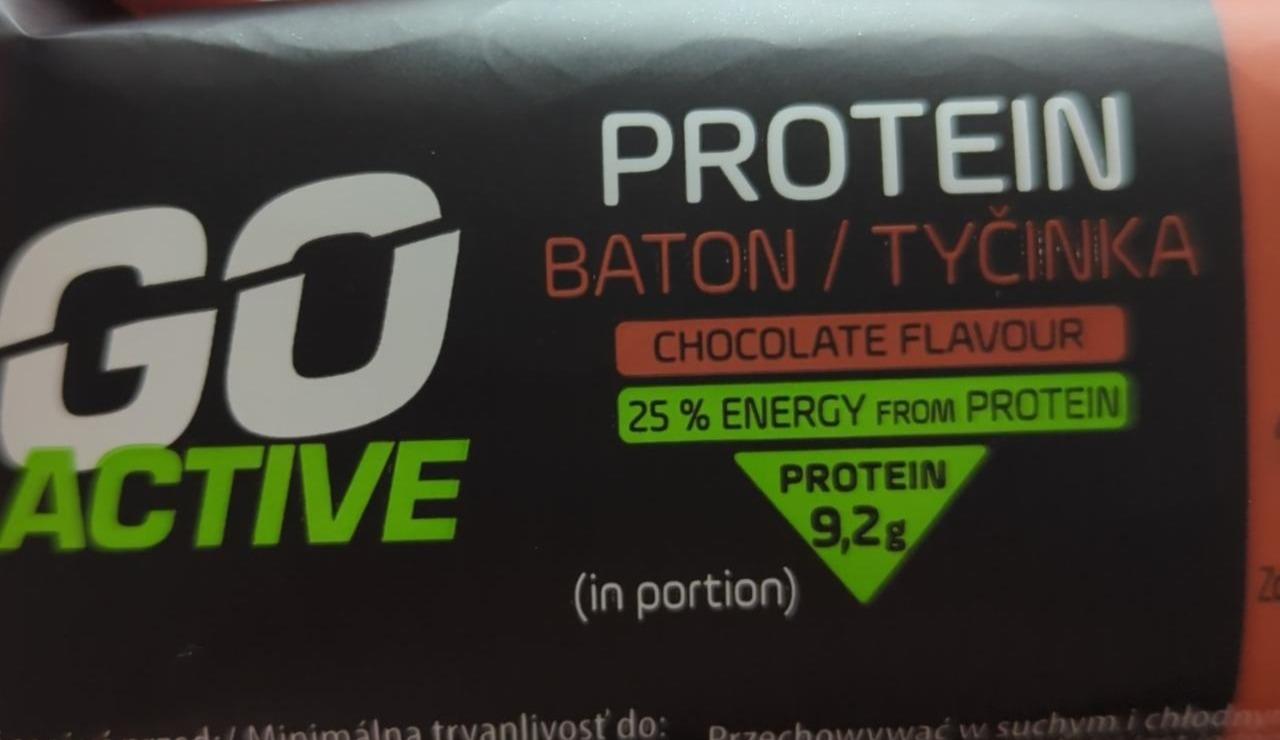 GO
ACTIVE
PROTEIN
BATON / TYČINKA
CHOCOLATE FLAVOUR
25 % ENERGY FROM PROTEIN
PROTEIN
9,2g
(in portion)
/ Minimálna trvanlivosť do:
Przechowywać w suchym i